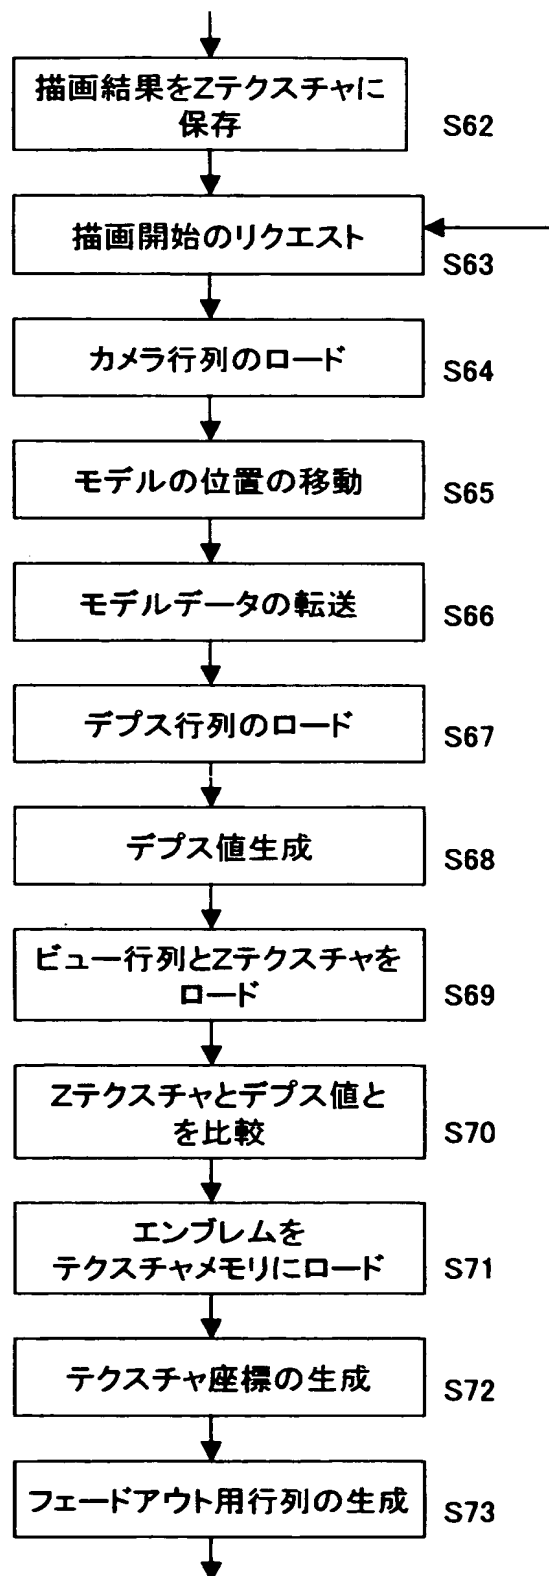 描画結果をZテクスチャに
保存
S62
描画開始のリクエスト
S63
カメラ行列のロード
S64
モデルの位置の移動
S65
モデルデータの転送
S66
デプス行列のロード
S67
デプス値生成
S68
ビュー行列とZテクスチャを
ロード
S69
Zテクスチャとデプス値と
を比較
S70
エンブレムを
テクスチャメモリにロード
S71
テクスチャ座標の生成
S72
フェードアウト用行列の生成
S73